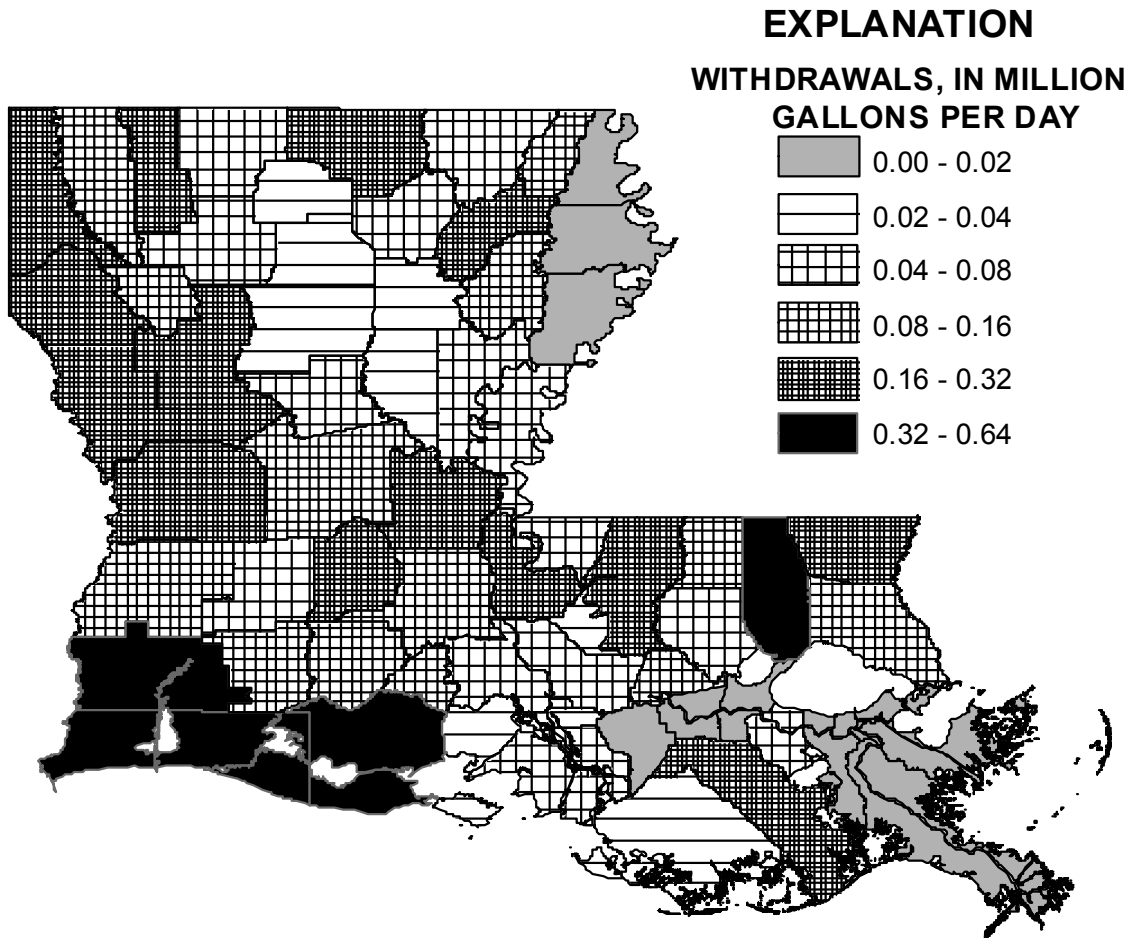 EXPLANATION
WITHDRAWALS, IN MILLION
GALLONS PER DAY
0.00 - 0.02
0.02 - 0.04
0.04 - 0.08
0.08 - 0.16
0.16 - 0.32
0.32 - 0.64